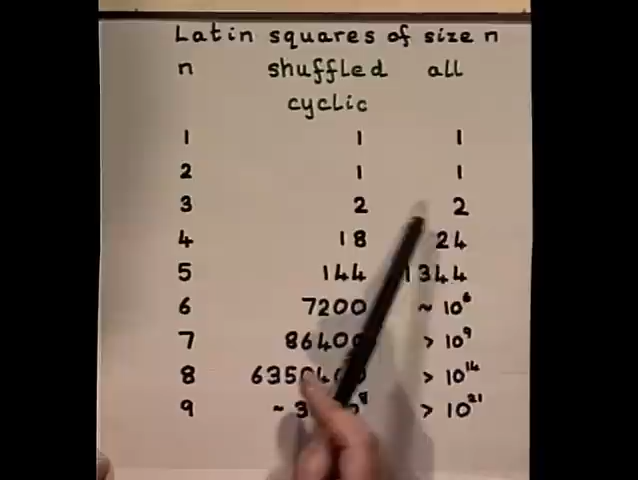 Latin squares of size n
n shuffled all
cyclic
1 1 1
2 1 1
3 2 2
4 18 24
5 144 1344
6 7200 ~ 10⁶
7 86400 > 10⁹
8 > 10¹⁴
9 > 10²¹